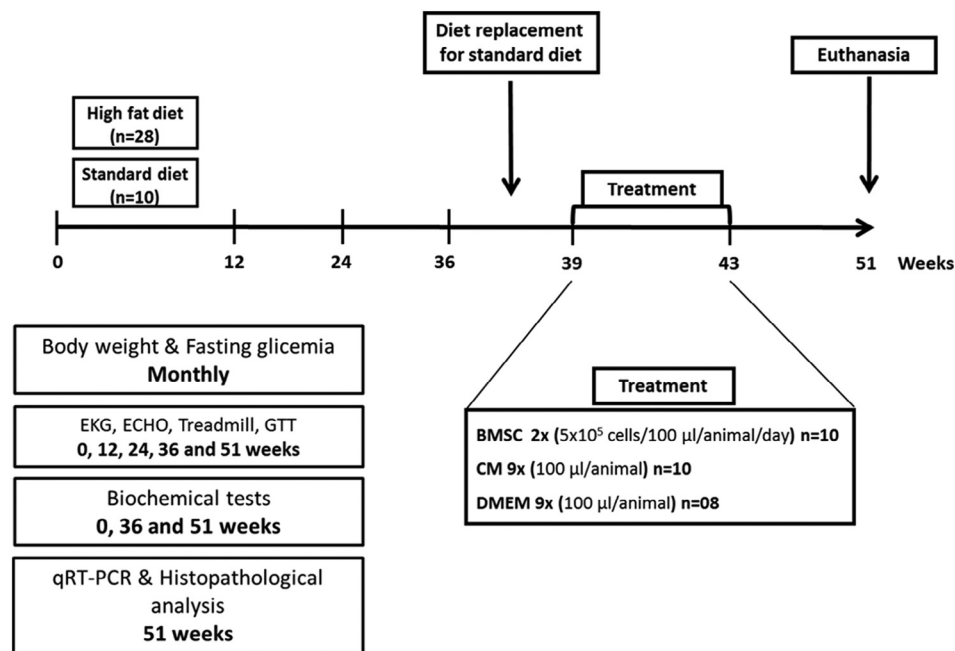 Diet replacement
for standard diet
Euthanasia
High fat diet
(n=28)
Standard diet
(n=10)
Treatment
0
12
24
36
39
43
51
Weeks
Body weight & Fasting glicemia
Monthly
EKG, ECHO, Treadmill, GTT
0, 12, 24, 36 and 51 weeks
Biochemical tests
0, 36 and 51 weeks
qRT-PCR & Histopathological
analysis
51 weeks
Treatment
BMSC 2x (5x10⁵ cells/100 µl/animal/day) n=10
CM 9x (100 µl/animal) n=10
DMEM 9x (100 µl/animal) n=08